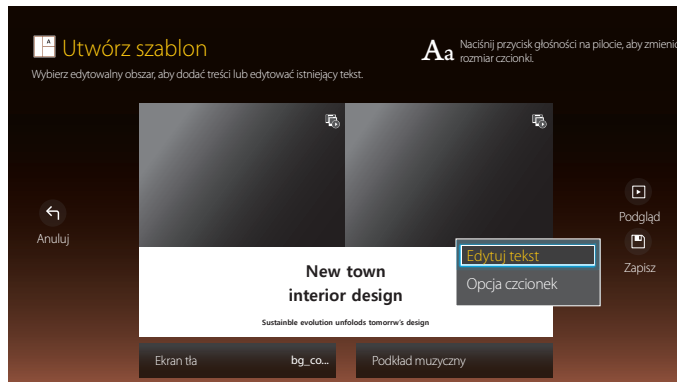 Utwórz szablon
Wybierz edytowalny obszar, aby dodać treści lub edytować istniejący tekst.
Aa
Naciśnij przycisk głośności na pilocie, aby zmienić
rozmiar czcionki.
Anuluj
Podgląd
Zapisz
Edytuj tekst
Opcja czcionek
New town
interior design
Sustainble evolution unfolods tomorrw's design
Ekran tła
bg_co...
Podkład muzyczny